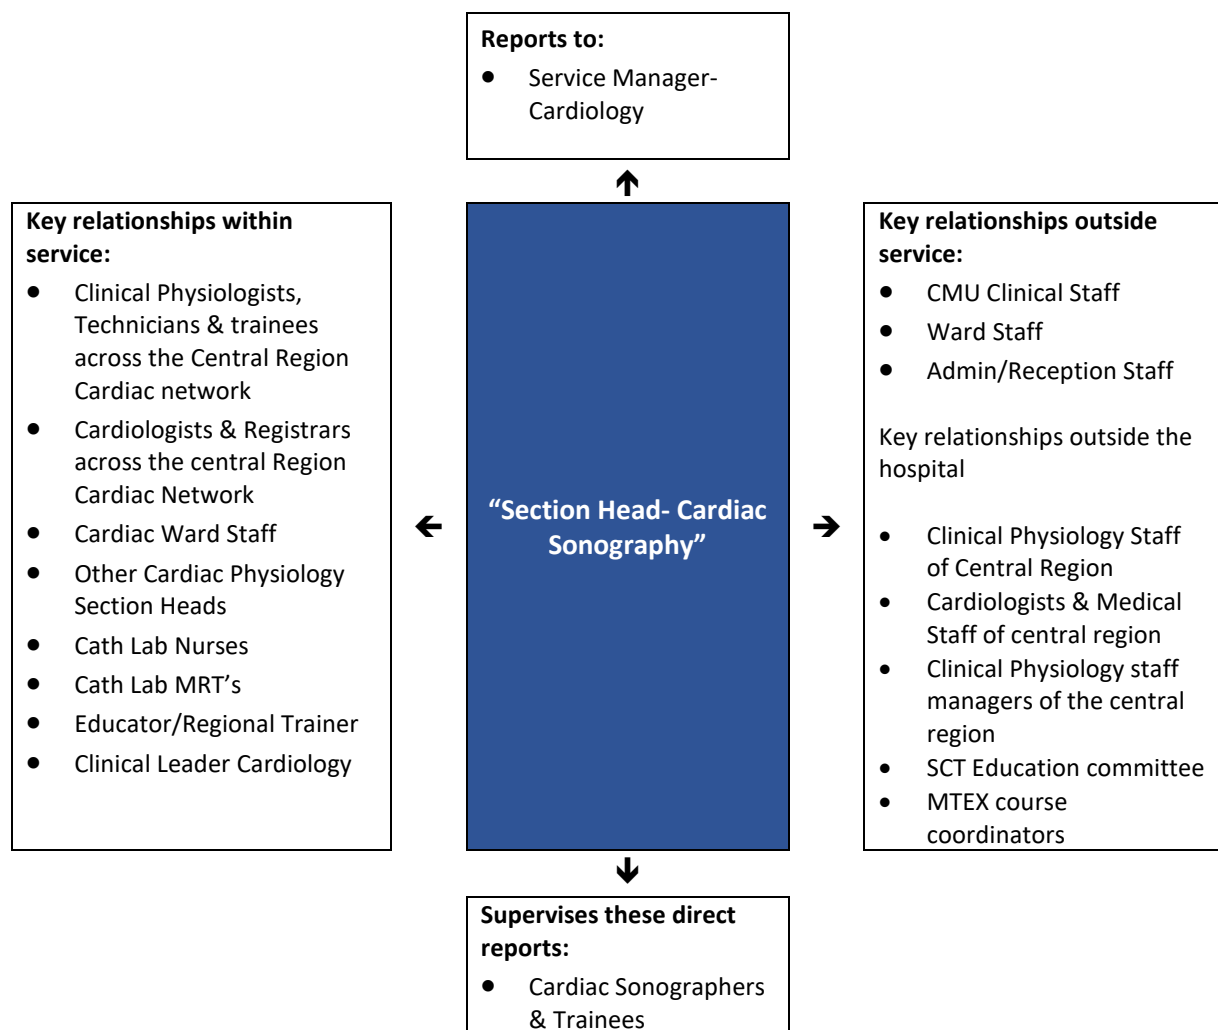 Reports to:
● Service Manager-
Cardiology
Key relationships within
service:
● Clinical Physiologists,
Technicians & trainees
across the Central Region
Cardiac network
● Cardiologists & Registrars
across the central Region
Cardiac Network
● Cardiac Ward Staff
● Other Cardiac Physiology
Section Heads
● Cath Lab Nurses
● Cath Lab MRT’s
● Educator/Regional Trainer
● Clinical Leader Cardiology
“Section Head- Cardiac
Sonography”
Key relationships outside
service:
● CMU Clinical Staff
● Ward Staff
● Admin/Reception Staff
Key relationships outside the
hospital
● Clinical Physiology Staff
of Central Region
● Cardiologists & Medical
Staff of central region
● Clinical Physiology staff
managers of the central
region
● SCT Education committee
● MTEX course
coordinators
Supervises these direct
reports:
● Cardiac Sonographers
& Trainees